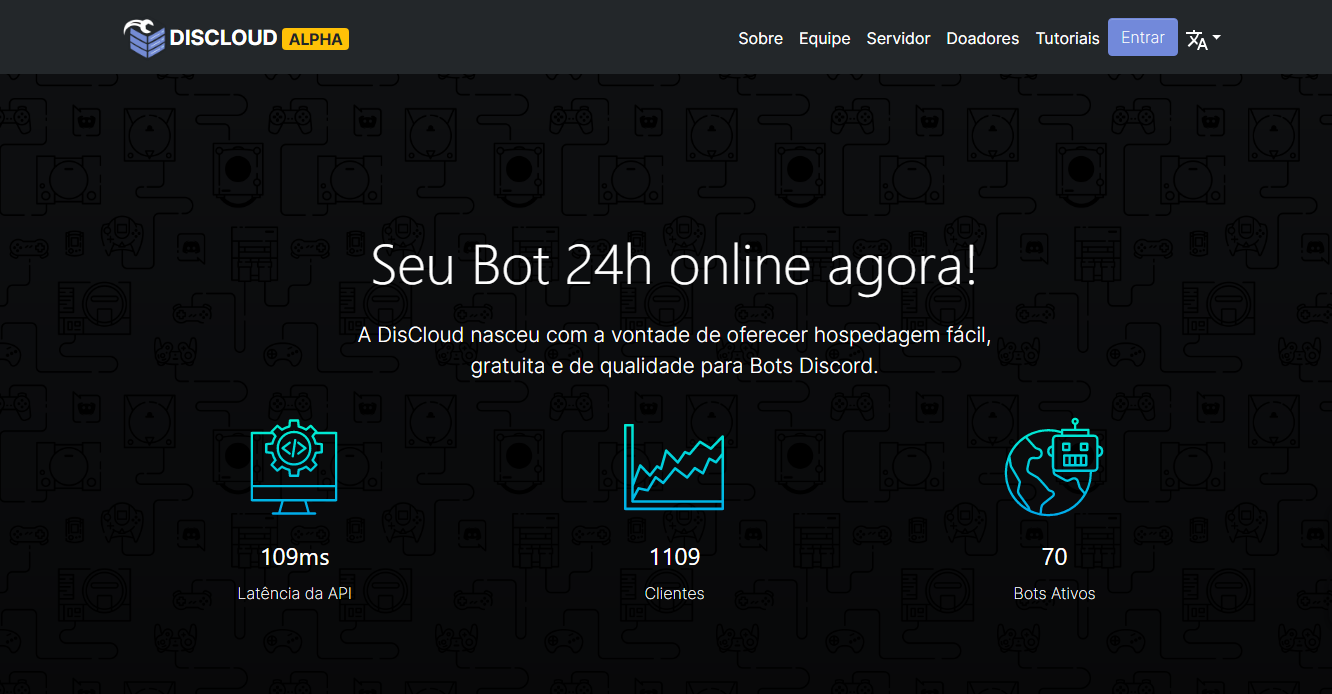 DISCLOUD ALPHA
Sobre Equipe Servidor Doadores Tutoriais Entrar
Seu Bot 24h online agora!
A DisCloud nasceu com a vontade de oferecer hospedagem fácil,
gratuita e de qualidade para Bots Discord.
109ms
Latência da API
1109
Clientes
70
Bots Ativos